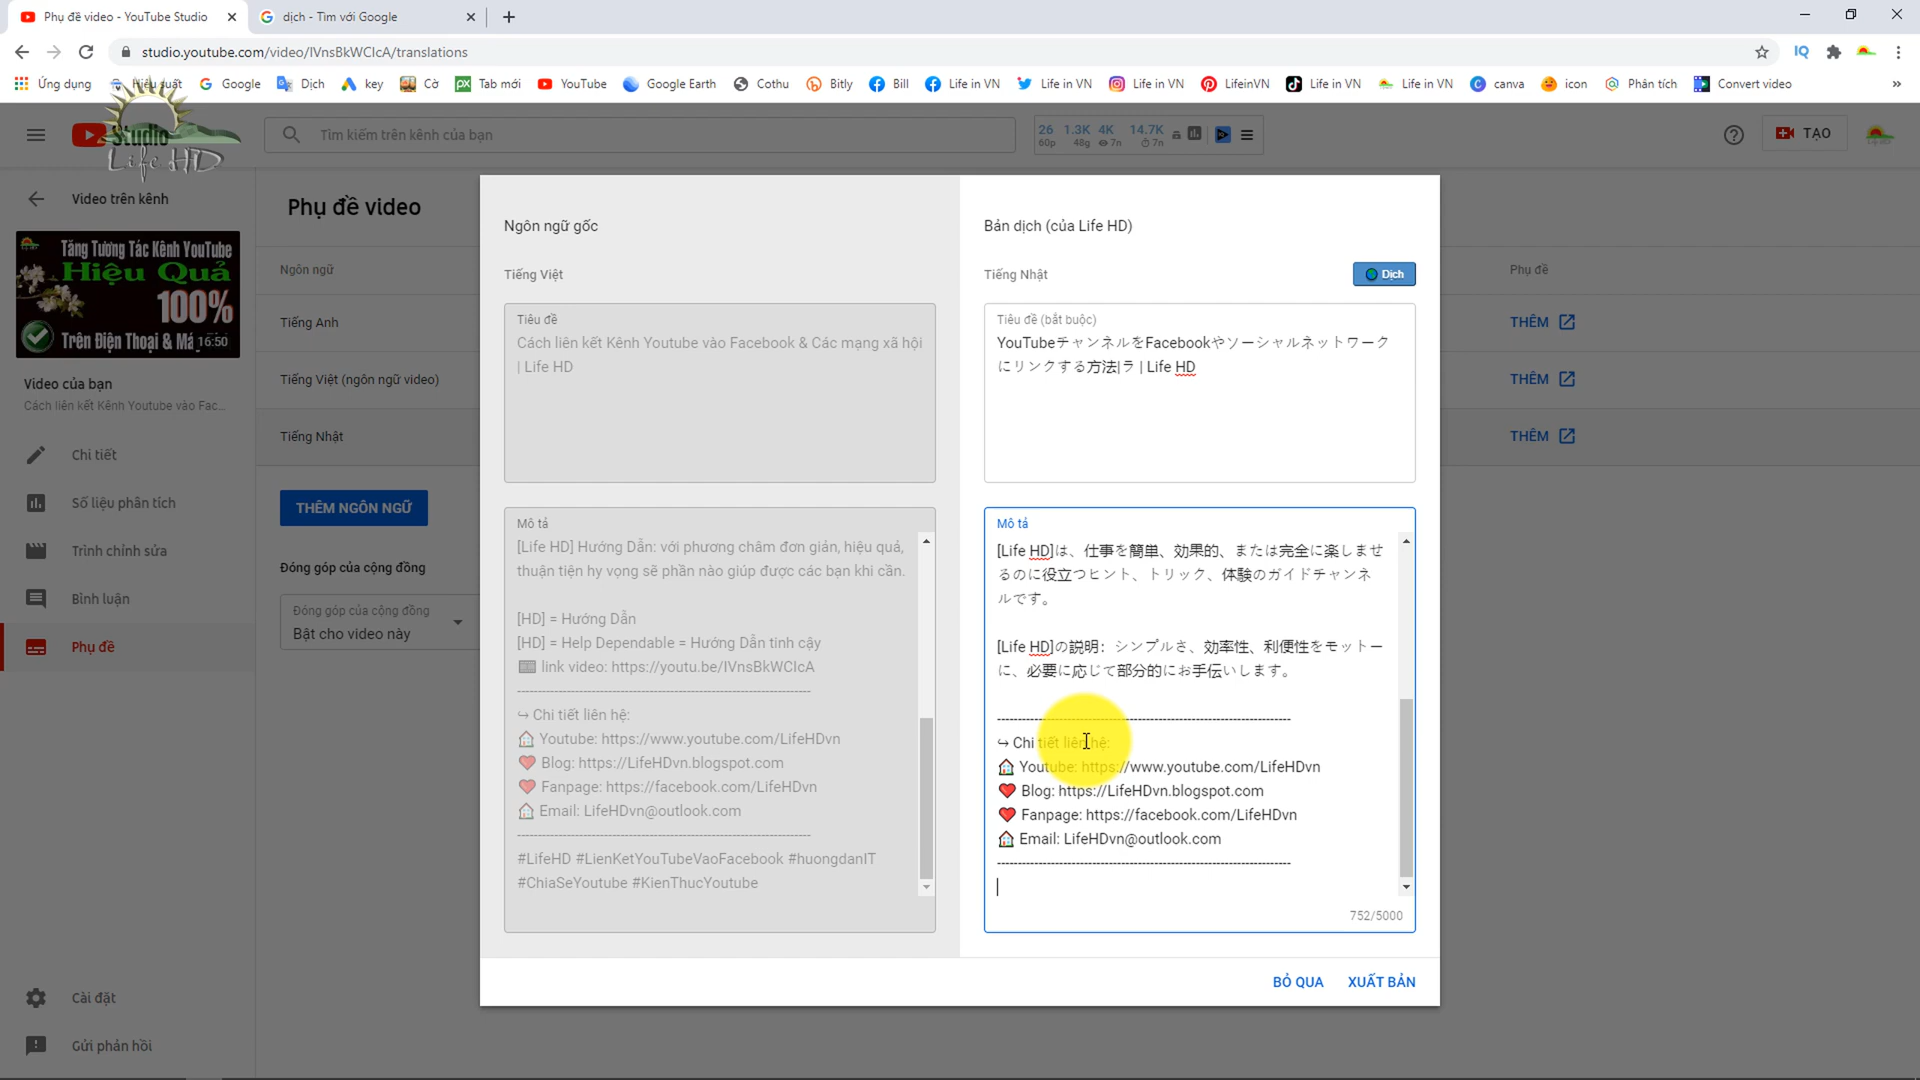 Phụ đề video - YouTube Studio
dịch - Tìm với Google
studio.youtube.com/video/IVnsBkWCIcA/translations
IQ
Ứng dụng
Hiệu suất
Google
Dịch
key
Cờ
Tab mới
YouTube
Google Earth
Cothu
Bitly
Bill
Life in VN
Life in VN
Life in VN
LifeinVN
Life in VN
Life in VN
canva
icon
Phân tích
Convert video
»
Studio
Life HD
Tìm kiếm trên kênh của bạn
26 1.3K 4K 14.7K
60p 48g 7n 7n
TẠO
Video trên kênh
Tăng Tương Tác Kênh YouTube
Hiệu Quả
100%
Trên Điện Thoại & Má
16:50
Video của bạn
Cách liên kết Kênh Youtube vào Fac...
Chi tiết
Số liệu phân tích
Trình chỉnh sửa
Bình luận
Phụ đề
Cài đặt
Gửi phản hồi
Phụ đề video
Ngôn ngữ
Phụ đề
Tiếng Anh
THÊM
Tiếng Việt (ngôn ngữ video)
THÊM
Tiếng Nhật
THÊM
THÊM NGÔN NGỮ
Đóng góp của cộng đồng
Đóng góp của cộng đồng
Bật cho video này
Ngôn ngữ gốc
Tiếng Việt
Tiêu đề
Cách liên kết Kênh Youtube vào Facebook & Các mạng xã hội
| Life HD
Mô tả
[Life HD] Hướng Dẫn: với phương châm đơn giản, hiệu quả,
thuận tiện hy vọng sẽ phần nào giúp được các bạn khi cần.
[HD] = Hướng Dẫn
[HD] = Help Dependable = Hướng Dẫn tinh cậy
link video: https://youtu.be/IVnsBkWCIcA
----------------------------------------------------------------------
↪ Chi tiết liên hệ:
Youtube: https://www.youtube.com/LifeHDvn
Blog: https://LifeHDvn.blogspot.com
Fanpage: https://facebook.com/LifeHDvn
Email: LifeHDvn@outlook.com
----------------------------------------------------------------------
#LifeHD #LienKetYouTubeVaoFacebook #huongdanIT
#ChiaSeYoutube #KienThucYoutube
Bản dịch (của Life HD)
Tiếng Nhật
Dịch
Tiêu đề (bắt buộc)
YouTubeチャンネルをFacebookやソーシャルネットワーク
にリンクする方法|ラ | Life HD
Mô tả
[Life HD]は、仕事を簡単、効果的、または完全に楽しませ
るのに役立つヒント、トリック、体験のガイドチャンネ
ルです。
[Life HD]の説明：シンプルさ、効率性、利便性をモットー
に、必要に応じて部分的にお手伝いします。
----------------------------------------------------------------------
↪ Chi tiết liên hệ:
Youtube: https://www.youtube.com/LifeHDvn
Blog: https://LifeHDvn.blogspot.com
Fanpage: https://facebook.com/LifeHDvn
Email: LifeHDvn@outlook.com
----------------------------------------------------------------------
752/5000
BỎ QUA
XUẤT BẢN